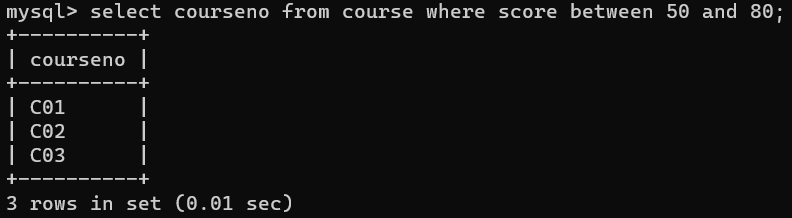 mysql> select courseno from course where score between 50 and 80;
+----------+
| courseno |
+----------+
| C01      |
| C02      |
| C03      |
+----------+
3 rows in set (0.01 sec)